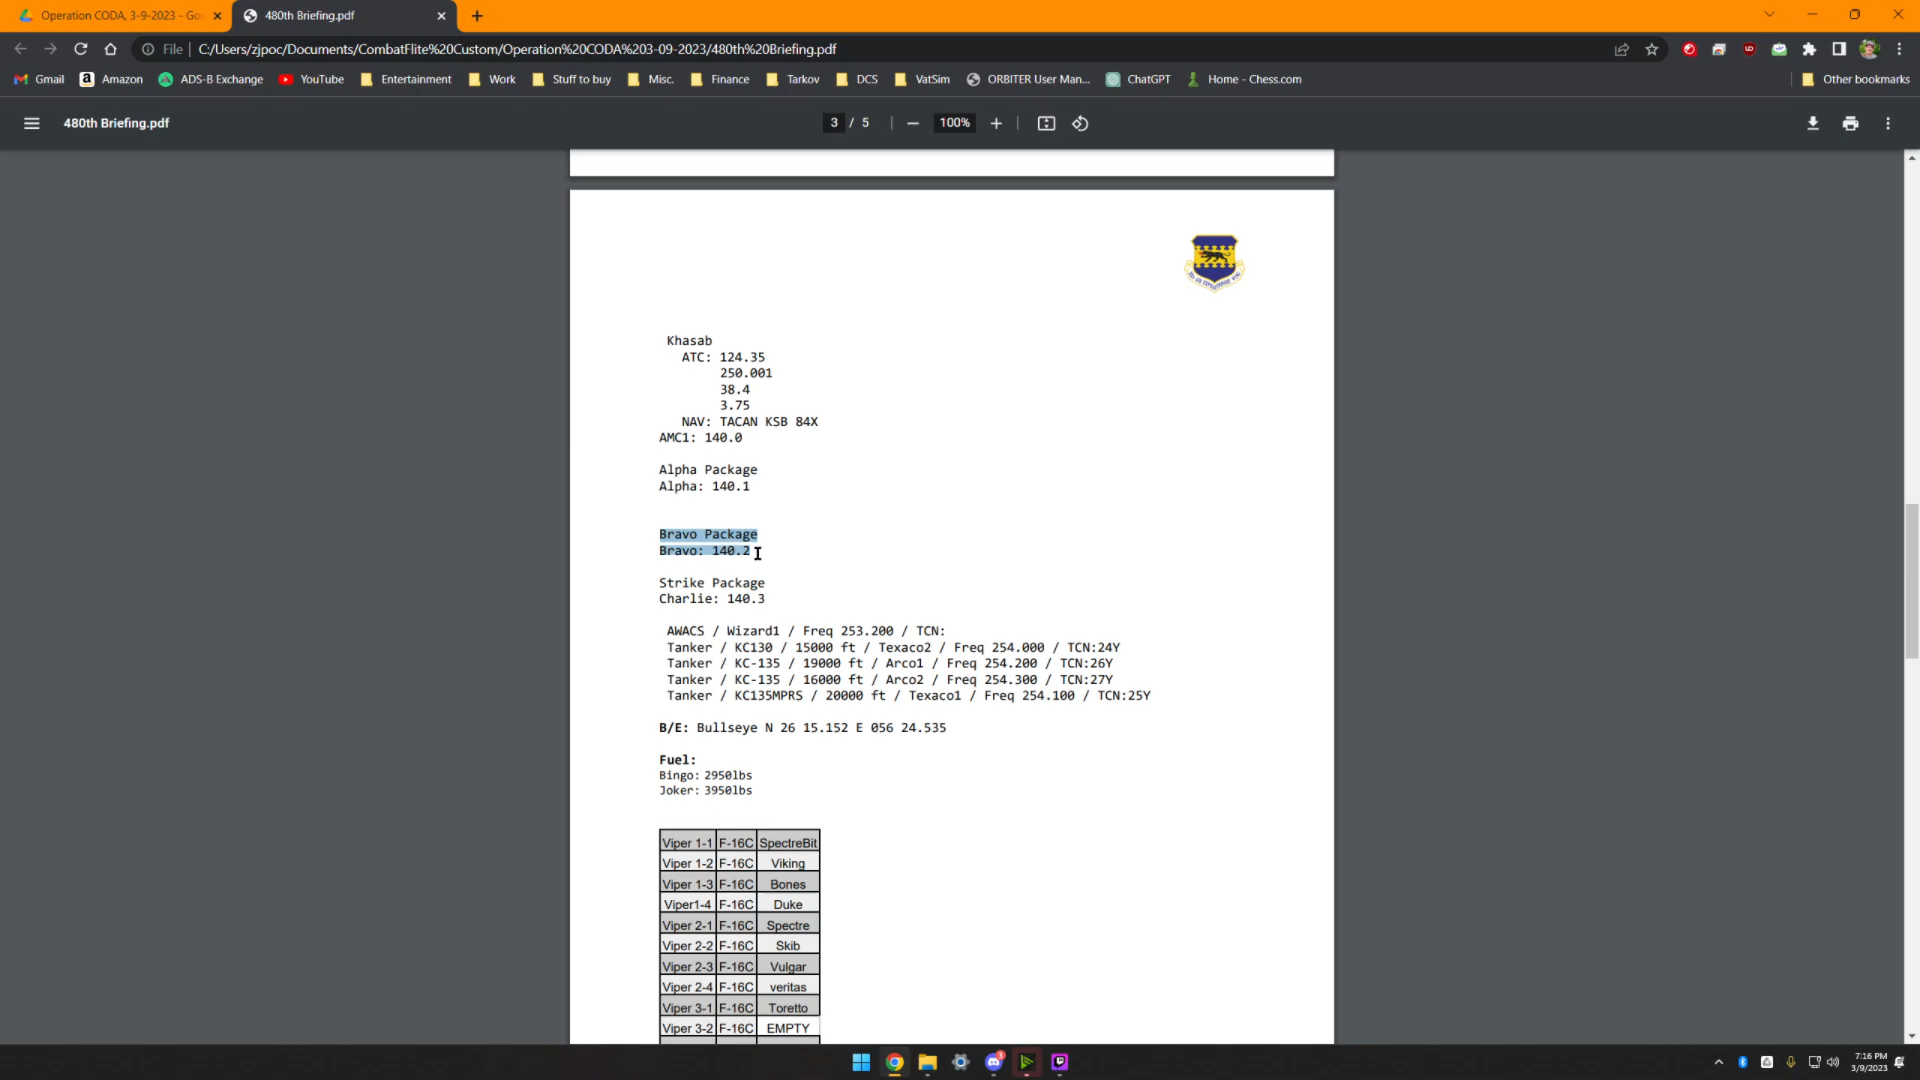 Operation CODA, 3-9-2023 - Goo
480th Briefing.pdf
File
C:/Users/zjpoc/Documents/CombatFlite%20Custom/Operation%20CODA%203-09-2023/480th%20Briefing.pdf
Gmail
Amazon
ADS-B Exchange
YouTube
Entertainment
Work
Stuff to buy
Misc.
Finance
Tarkov
DCS
VatSim
ORBITER User Man...
ChatGPT
Home - Chess.com
Other bookmarks
480th Briefing.pdf
3 / 5
100%
Khasab
ATC: 124.35
250.001
38.4
3.75
NAV: TACAN KSB 84X
AMC1: 140.0
Alpha Package
Alpha: 140.1
Bravo Package
Bravo: 140.2
Strike Package
Charlie: 140.3
AWACS / Wizard1 / Freq 253.200 / TCN:
Tanker / KC130 / 15000 ft / Texaco2 / Freq 254.000 / TCN:24Y
Tanker / KC-135 / 19000 ft / Arco1 / Freq 254.200 / TCN:26Y
Tanker / KC-135 / 16000 ft / Arco2 / Freq 254.300 / TCN:27Y
Tanker / KC135MPRS / 20000 ft / Texaco1 / Freq 254.100 / TCN:25Y
B/E: Bullseye N 26 15.152 E 056 24.535
Fuel:
Bingo: 2950lbs
Joker: 3950lbs
Viper 1-1 F-16C SpectreBit
Viper 1-2 F-16C Viking
Viper 1-3 F-16C Bones
Viper1-4 F-16C Duke
Viper 2-1 F-16C Spectre
Viper 2-2 F-16C Skib
Viper 2-3 F-16C Vulgar
Viper 2-4 F-16C veritas
Viper 3-1 F-16C Toretto
Viper 3-2 F-16C EMPTY
7:16 PM
3/9/2023